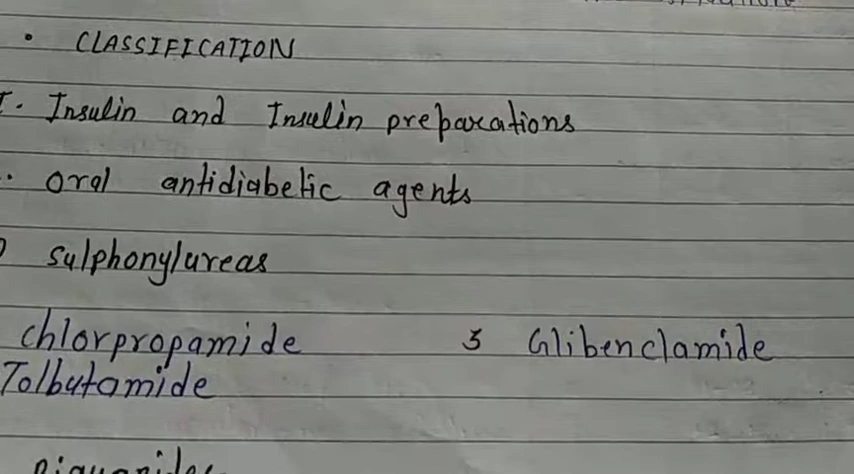 • CLASSIFICATION
I. Insulin and Insulin preparations
. Oral antidiabetic agents
sulphonylureas
chlorpropamide 3 Glibenclamide
Tolbutamide